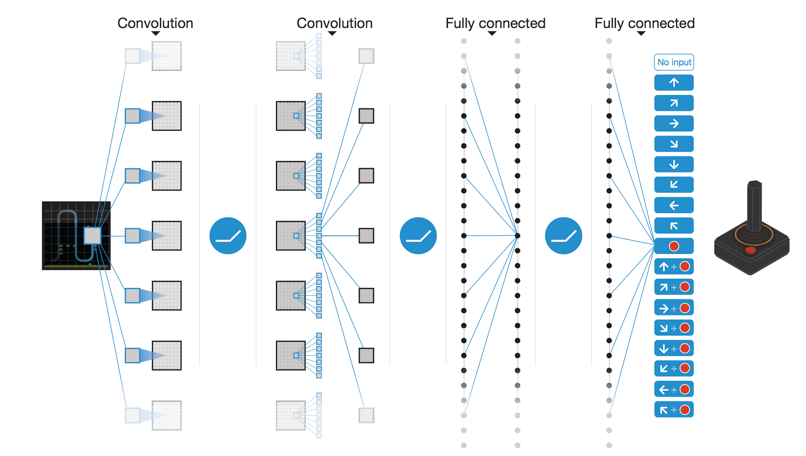 Convolution
Convolution
Fully connected
Fully connected
No input
+
+
+
+
+
+
+
+